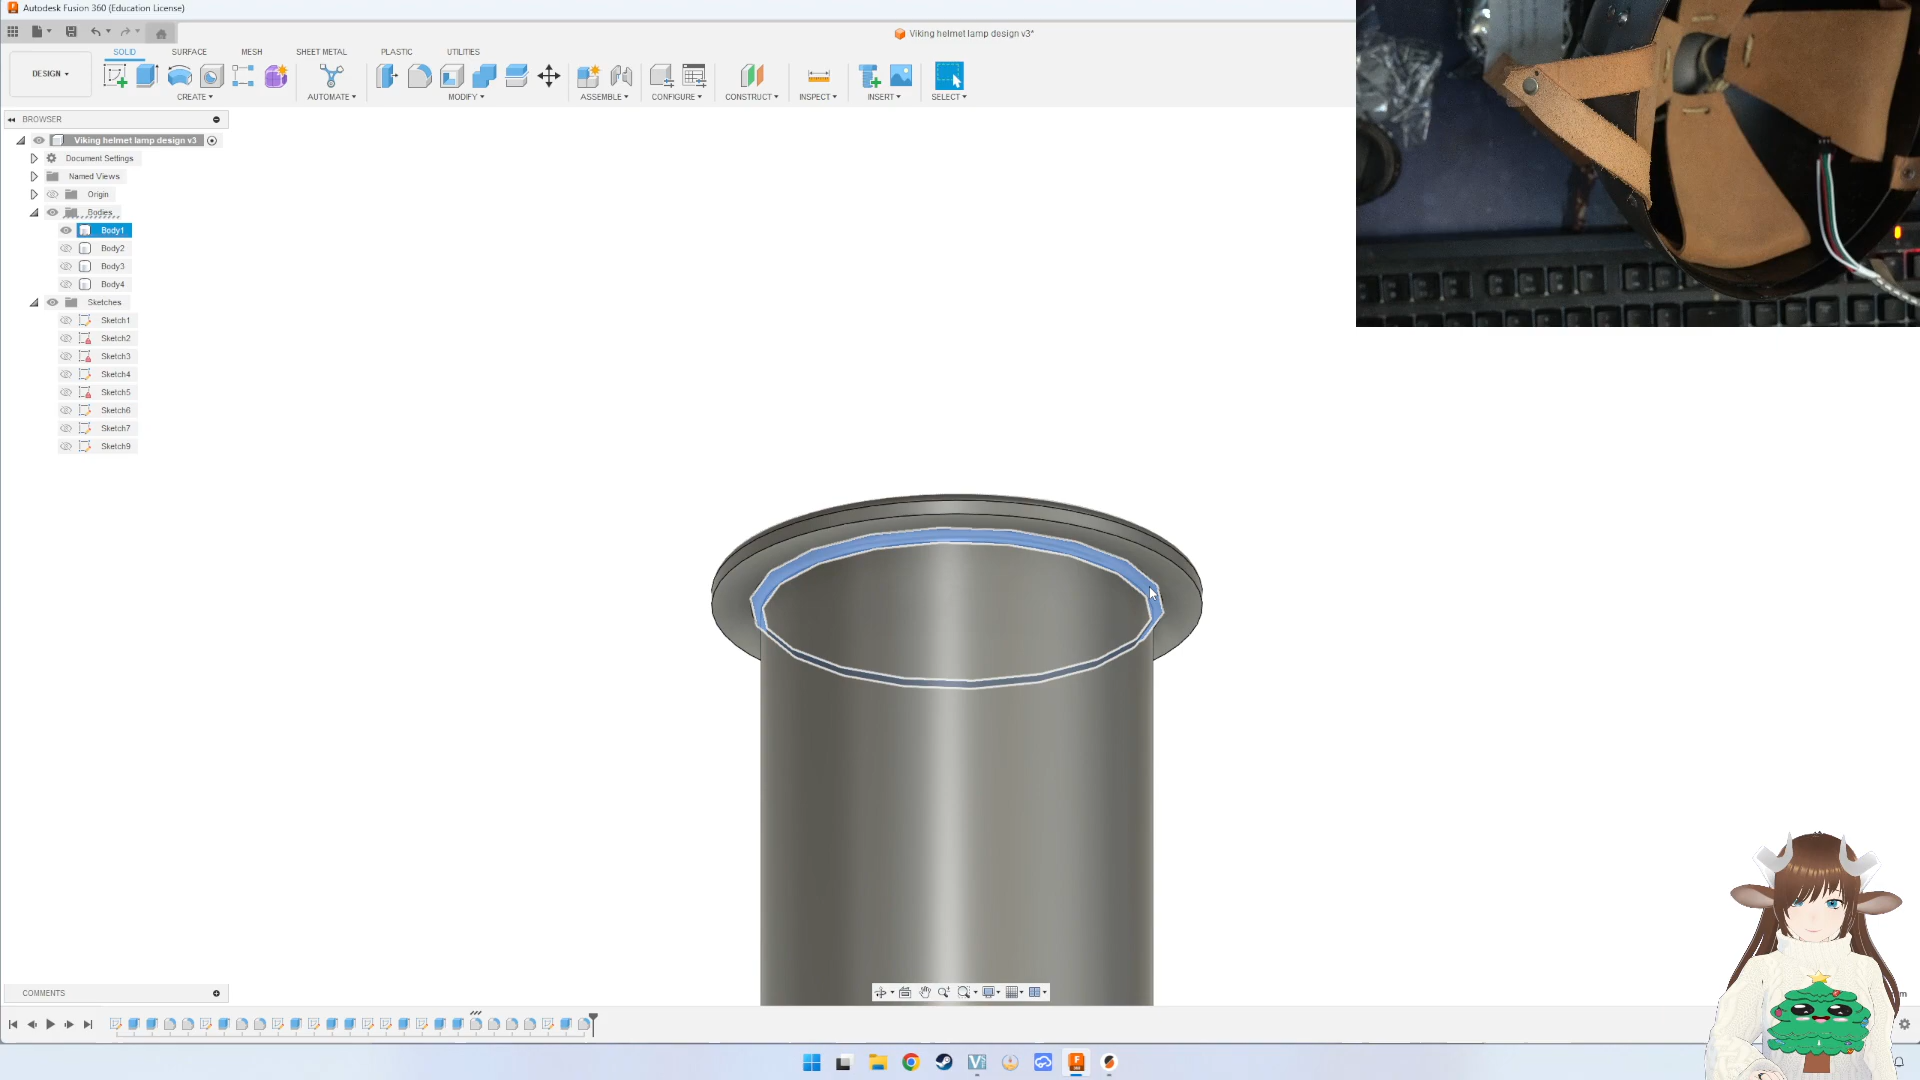 Autodesk Fusion 360 (Education License)
Viking helmet lamp design v3*
SOLID SURFACE MESH SHEET METAL PLASTIC UTILITIES
DESIGN
CREATE AUTOMATE MODIFY ASSEMBLE CONFIGURE CONSTRUCT INSPECT INSERT SELECT
BROWSER
Viking helmet lamp design v3
Document Settings
Named Views
Origin
Bodies
Body1
Body2
Body3
Body4
Sketches
Sketch1
Sketch2
Sketch3
Sketch4
Sketch5
Sketch6
Sketch7
Sketch9
COMMENTS